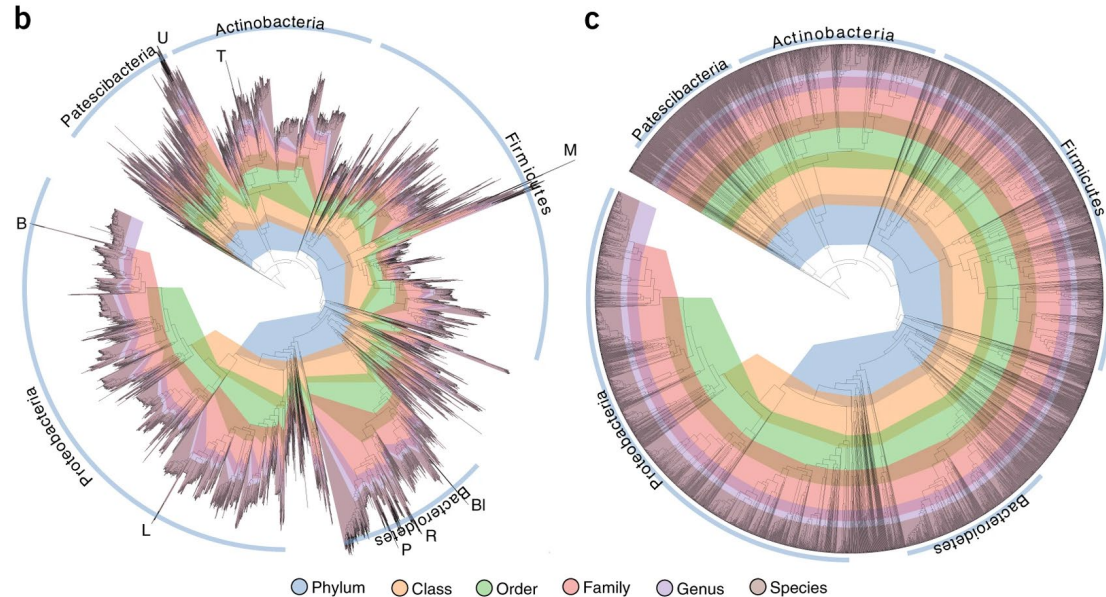 b
Actinobacteria
U
T
Patescibacteria
Firmicutes
M
B
Proteobacteria
L
Bacteroidetes
Bl
R
P
c
Actinobacteria
Patescibacteria
Firmicutes
Proteobacteria
Bacteroidetes
Phylum Class Order Family Genus Species